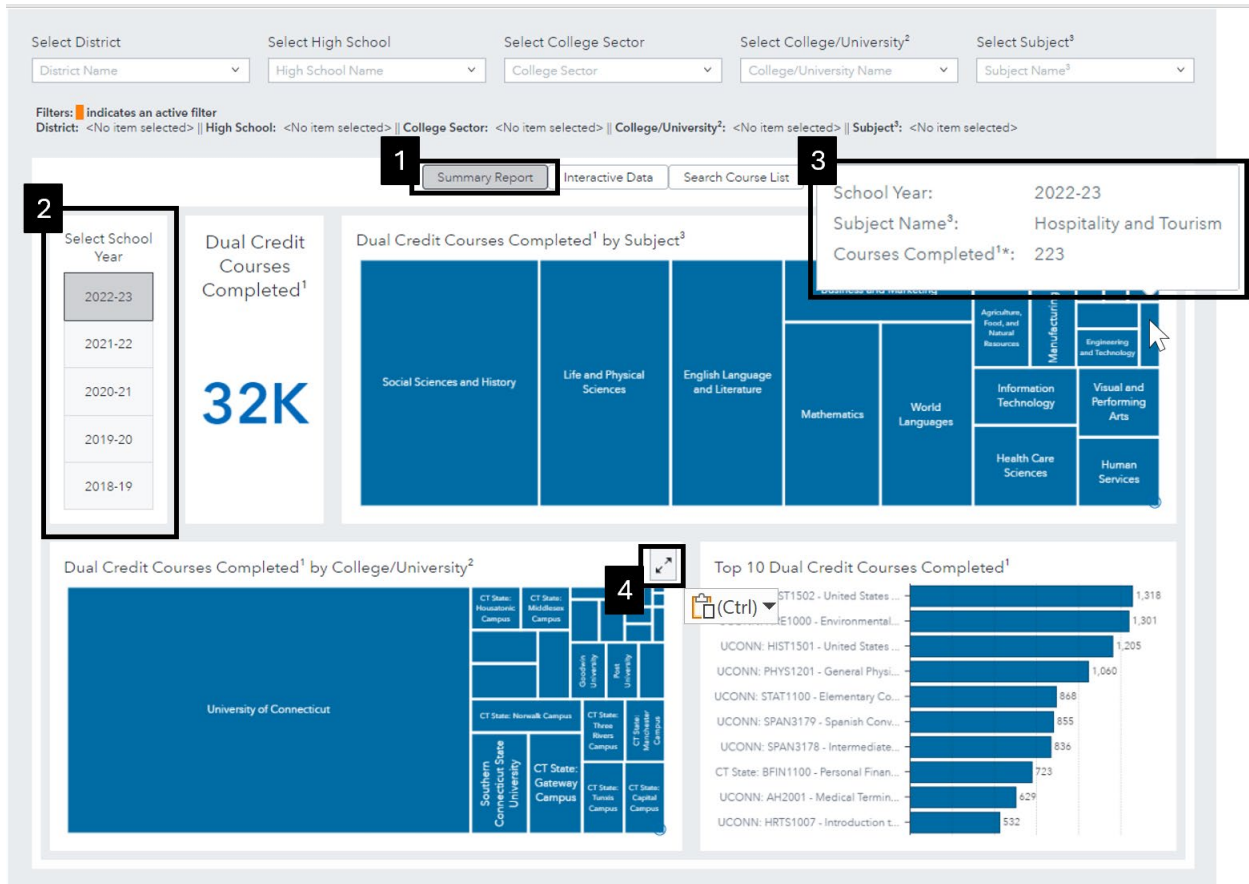 Select District
Select High School
Select College Sector
Select College/University²
Select Subject³
District Name
High School Name
College Sector
College/University Name
Subject Name³
Filters: indicates an active filter
District: <No item selected> || High School: <No item selected> || College Sector: <No item selected> || College/University²: <No item selected> || Subject³: <No item selected>
1
Summary Report
Interactive Data
Search Course List
3
School Year: 2022-23
Subject Name³: Hospitality and Tourism
Courses Completed¹*: 223
2
Select School
Year
2022-23
2021-22
2020-21
2019-20
2018-19
Dual Credit
Courses
Completed¹
32K
Dual Credit Courses Completed¹ by Subject³
Social Sciences and History
Life and Physical
Sciences
English Language
and Literature
Business and Marketing
Mathematics
World
Languages
Agriculture,
Food, and
Natural
Resources
Manufacturing
Engineering
and Technology
Information
Technology
Visual and
Performing
Arts
Health Care
Sciences
Human
Services
Dual Credit Courses Completed¹ by College/University²
4
University of Connecticut
CT State:
Housatonic
Campus
CT State:
Middlesex
Campus
Goodwin
University
Post
University
CT State: Norwalk Campus
CT State:
Three
Rivers
Campus
CT State:
Manchester
Campus
Southern
Connecticut State
University
CT State:
Gateway
Campus
CT State:
Tunxis
Campus
CT State:
Capital
Campus
(Ctrl)
Top 10 Dual Credit Courses Completed¹
ST1502 - United States ... 1,318
UCONN: RE1000 - Environmental... 1,301
UCONN: HIST1501 - United States ... 1,205
UCONN: PHYS1201 - General Physi... 1,060
UCONN: STAT1100 - Elementary Co... 868
UCONN: SPAN3179 - Spanish Conv... 855
UCONN: SPAN3178 - Intermediate... 836
CT State: BFIN1100 - Personal Finan... 723
UCONN: AH2001 - Medical Termin... 629
UCONN: HRTS1007 - Introduction t... 532